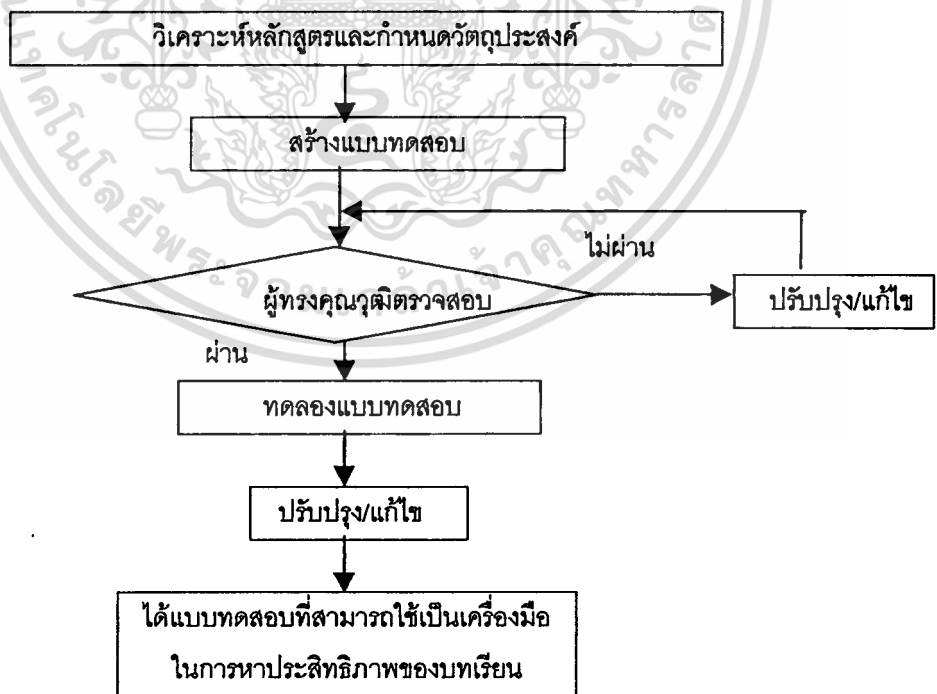 วิเคราะห์หลักสูตรและกำหนดวัตถุประสงค์
สร้างแบบทดสอบ
ไม่ผ่าน
ผู้ทรงคุณวุฒิตรวจสอบ
ปรับปรุง/แก้ไข
ผ่าน
ทดลองแบบทดสอบ
ปรับปรุง/แก้ไข
ได้แบบทดสอบที่สามารถใช้เป็นเครื่องมือ
ในการหาประสิทธิภาพของบทเรียน